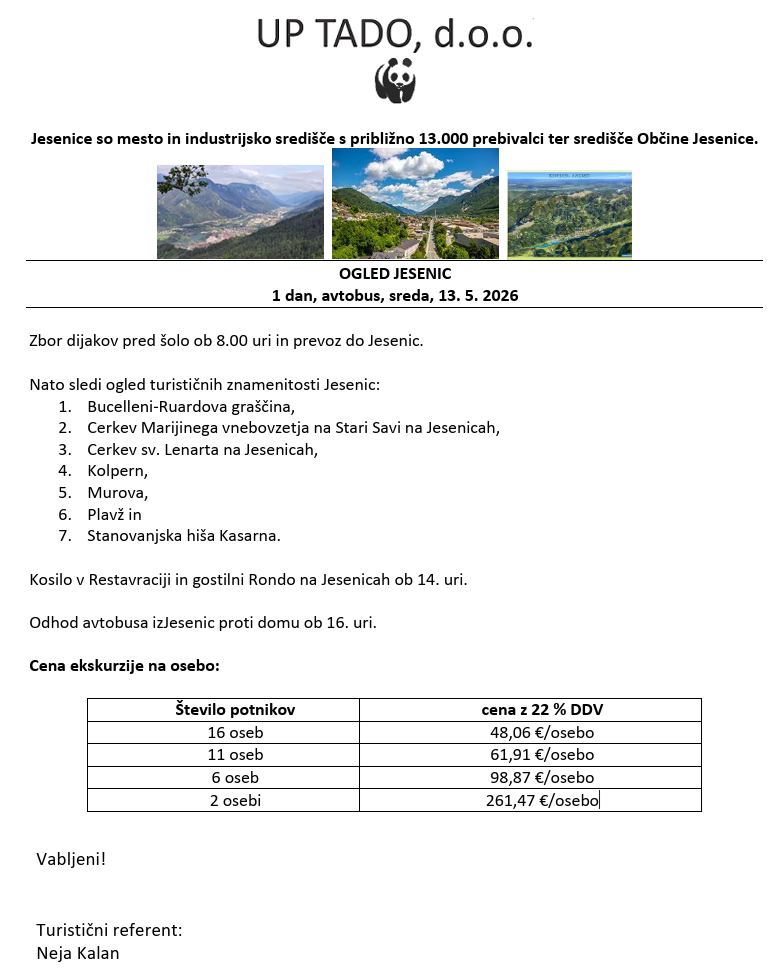 UP TADO, d.o.o.
Jesenice so mesto in industrijsko središče s približno 13.000 prebivalci ter središče Občine Jesenice.
OGLED JESENIC
1 dan, avtobus, sreda, 13. 5. 2026
Zbor dijakov pred šolo ob 8.00 uri in prevoz do Jesenic.
Nato sledi ogled turističnih znamenitosti Jesenic:
1. Bucelleni-Ruardova graščina,
2. Cerkev Marijinega vnebovzetja na Stari Savi na Jesenicah,
3. Cerkev sv. Lenarta na Jesenicah,
4. Kolpern,
5. Murova,
6. Plavž in
7. Stanovanjska hiša Kasarna.
Kosilo v Restavraciji in gostilni Rondo na Jesenicah ob 14. uri.
Odhod avtobusa izJesenic proti domu ob 16. uri.
Cena ekskurzije na osebo:
Število potnikov cena z 22 % DDV
16 oseb 48,06 €/osebo
11 oseb 61,91 €/osebo
6 oseb 98,87 €/osebo
2 osebi 261,47 €/osebo
Vabljeni!
Turistični referent:
Neja Kalan